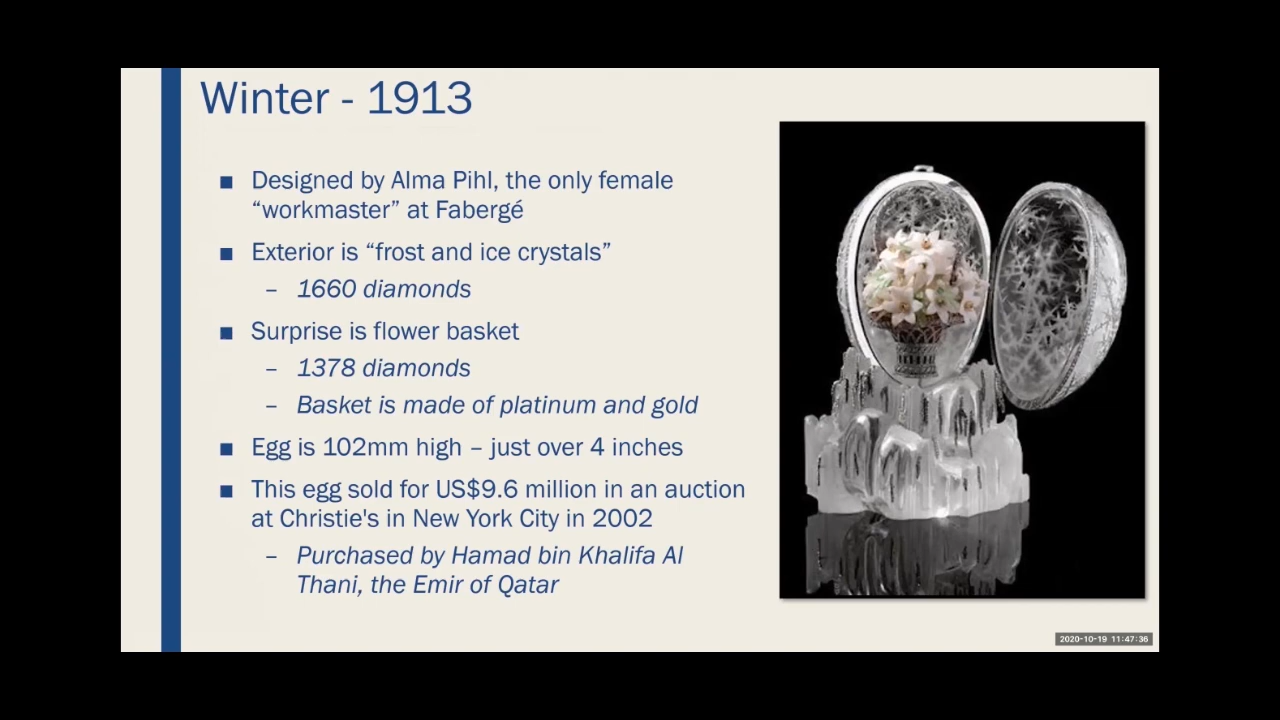 Winter - 1913
■ Designed by Alma Pihl, the only female
“workmaster” at Fabergé
■ Exterior is “frost and ice crystals”
– 1660 diamonds
■ Surprise is flower basket
– 1378 diamonds
– Basket is made of platinum and gold
■ Egg is 102mm high – just over 4 inches
■ This egg sold for US$9.6 million in an auction
at Christie's in New York City in 2002
– Purchased by Hamad bin Khalifa Al
Thani, the Emir of Qatar
2020-10-19 11:47:36